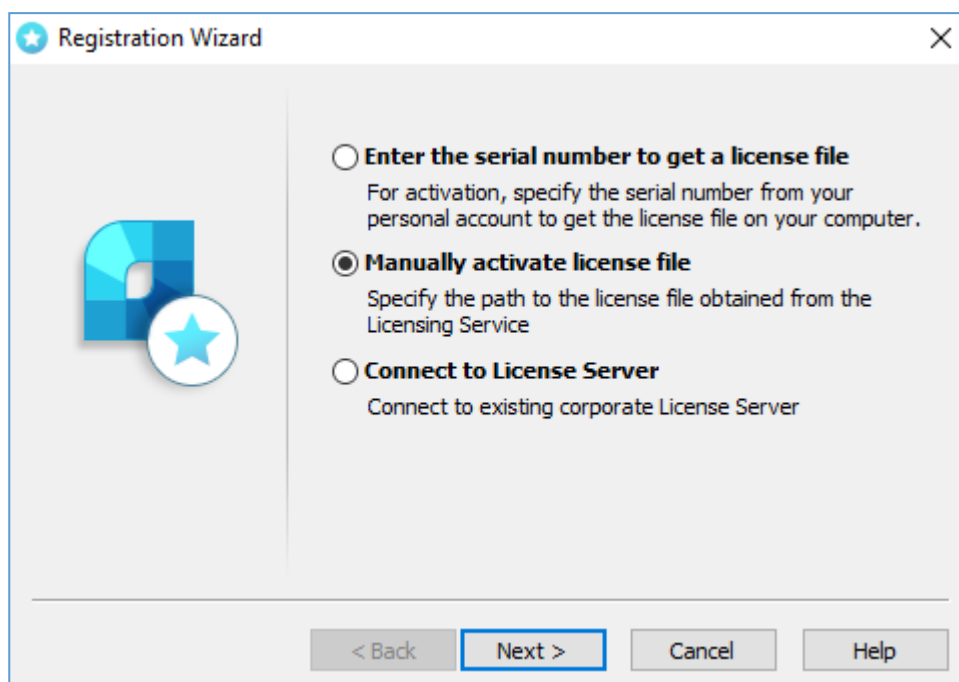 Registration Wizard
Enter the serial number to get a license file
For activation, specify the serial number from your
personal account to get the license file on your computer.
Manually activate license file
Specify the path to the license file obtained from the
Licensing Service
Connect to License Server
Connect to existing corporate License Server
< Back Next > Cancel Help